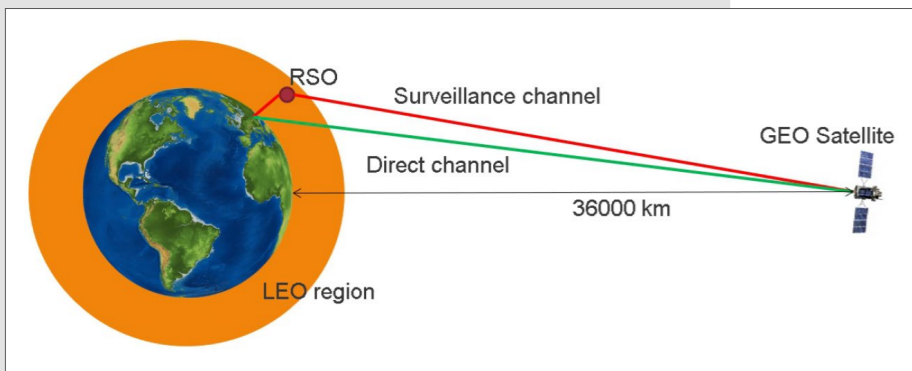 RSO
Surveillance channel
GEO Satellite
Direct channel
36000 km
LEO region